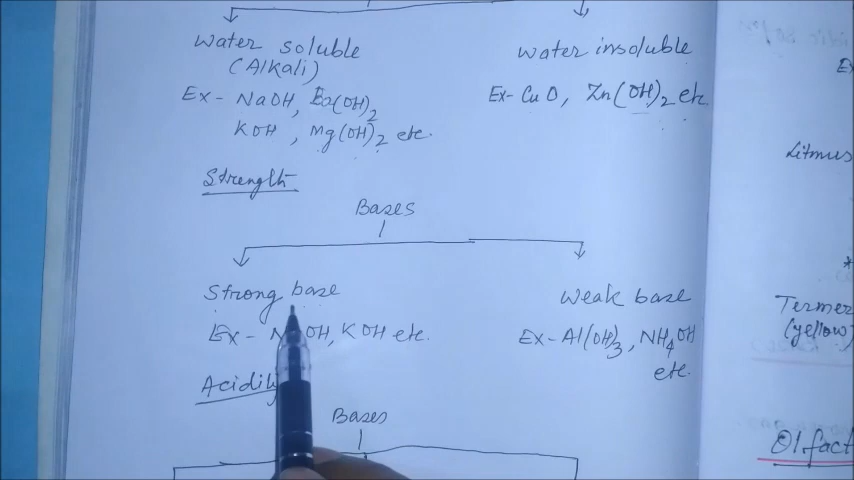 Water soluble
(Alkali)
Ex - NaOH, Ba(OH)2
KOH, Mg(OH)2 etc.
Water insoluble
Ex- CuO, Zn(OH)2 etc
Strength
Bases
Strong base
Ex - N OH, KOH etc.
Weak base
Ex- Al(OH)3, NH4OH
etc.
Acidity
Bases
Ex
Litmus
*
Termer
(yellow)
Olfact